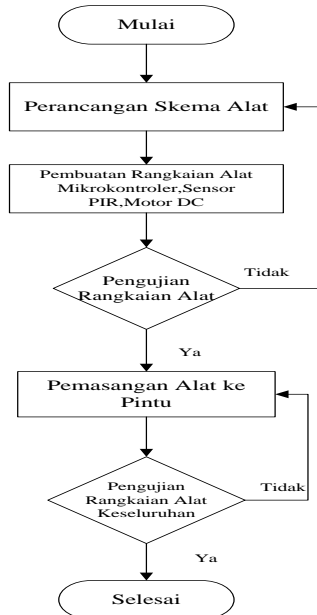 Mulai
Perancangan Skema Alat
Pembuatan Rangkaian Alat
Mikrokontroler,Sensor
PIR,Motor DC
Pengujian
Rangkaian Alat
Tidak
Ya
Pemasangan Alat ke
Pintu
Pengujian
Rangkaian Alat
Keseluruhan
Tidak
Ya
Selesai